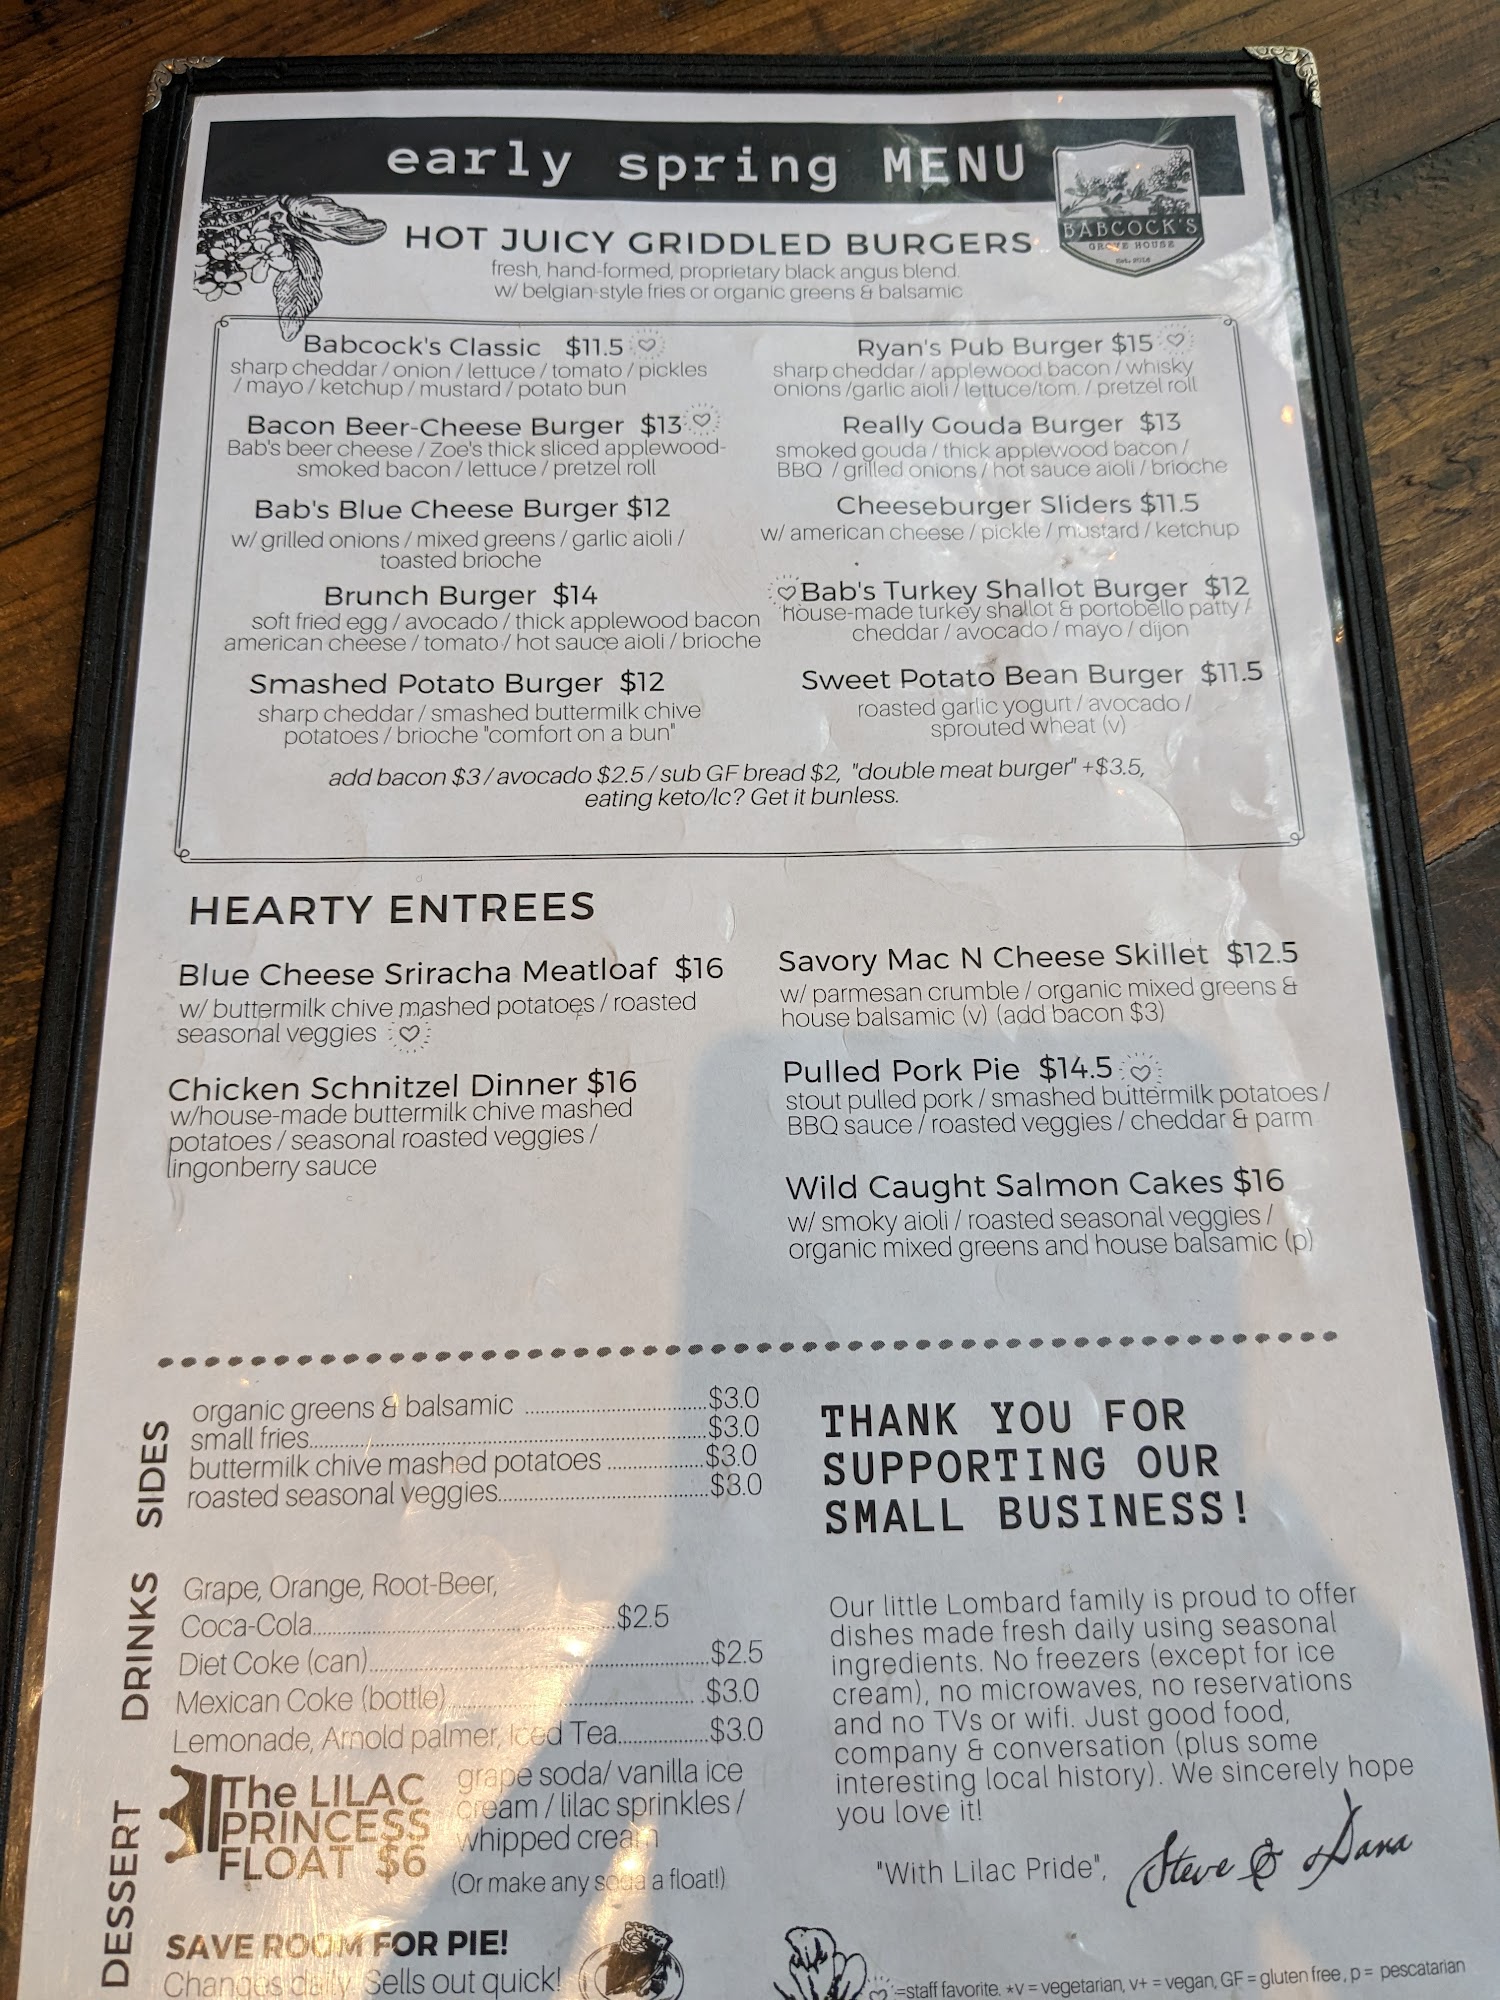 early spring MENU
BABCOCK'S
GROVE HOUSE
Est. 2016
HOT JUICY GRIDDLED BURGERS
fresh, hand-formed, proprietary black angus blend.
w/ belgian-style fries or organic greens & balsamic
Babcock's Classic $11.5
sharp cheddar / onion / lettuce / tomato / pickles
/ mayo / ketchup / mustard / potato bun
Bacon Beer-Cheese Burger $13
Bab's beer cheese / Zoe's thick sliced applewood-
smoked bacon / lettuce / pretzel roll
Bab's Blue Cheese Burger $12
w/ grilled onions / mixed greens / garlic aioli /
toasted brioche
Brunch Burger $14
soft fried egg / avocado / thick applewood bacon
american cheese / tomato / hot sauce aioli / brioche
Smashed Potato Burger $12
sharp cheddar / smashed buttermilk chive
potatoes / brioche "comfort on a bun"
Ryan's Pub Burger $15
sharp cheddar / applewood bacon / whisky
onions /garlic aioli / lettuce/tom. / pretzel roll
Really Gouda Burger $13
smoked gouda / thick applewood bacon /
BBQ / grilled onions / hot sauce aioli / brioche
Cheeseburger Sliders $11.5
w/ american cheese / pickle / mustard / ketchup
Bab's Turkey Shallot Burger $12
house-made turkey shallot & portobello patty /
cheddar / avocado / mayo / dijon
Sweet Potato Bean Burger $11.5
roasted garlic yogurt / avocado /
sprouted wheat (v)
add bacon $3 / avocado $2.5 / sub GF bread $2, "double meat burger" +$3.5,
eating keto/lc? Get it bunless.
HEARTY ENTREES
Blue Cheese Sriracha Meatloaf $16
w/ buttermilk chive mashed potatoes / roasted
seasonal veggies
Chicken Schnitzel Dinner $16
w/house-made buttermilk chive mashed
potatoes / seasonal roasted veggies /
lingonberry sauce
Savory Mac N Cheese Skillet $12.5
w/ parmesan crumble / organic mixed greens &
house balsamic (v) (add bacon $3)
Pulled Pork Pie $14.5
stout pulled pork / smashed buttermilk potatoes /
BBQ sauce / roasted veggies / cheddar & parm
Wild Caught Salmon Cakes $16
w/ smoky aioli / roasted seasonal veggies /
organic mixed greens and house balsamic (p)
SIDES
organic greens & balsamic ........................$3.0
small fries........................$3.0
buttermilk chive mashed potatoes ................$3.0
roasted seasonal veggies........................$3.0
DRINKS
Grape, Orange, Root-Beer,
Coca-Cola........................$2.5
Diet Coke (can)........................$2.5
Mexican Coke (bottle)........................$3.0
Lemonade, Arnold palmer, Iced Tea................$3.0
DESSERT
The LILAC
PRINCESS
FLOAT $6
grape soda/ vanilla ice
cream / lilac sprinkles /
whipped cream
(Or make any soda a float!)
SAVE ROOM FOR PIE!
Changes daily. Sells out quick!
THANK YOU FOR
SUPPORTING OUR
SMALL BUSINESS!
Our little Lombard family is proud to offer
dishes made fresh daily using seasonal
ingredients. No freezers (except for ice
cream), no microwaves, no reservations
and no TVs or wifi. Just good food,
company & conversation (plus some
interesting local history). We sincerely hope
you love it!
"With Lilac Pride", Steve & Dana
=staff favorite. *v = vegetarian, v+ = vegan, GF = gluten free, p = pescatarian